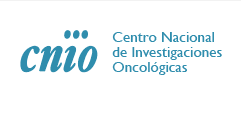 cnio
Centro Nacional
de Investigaciones
Oncológicas